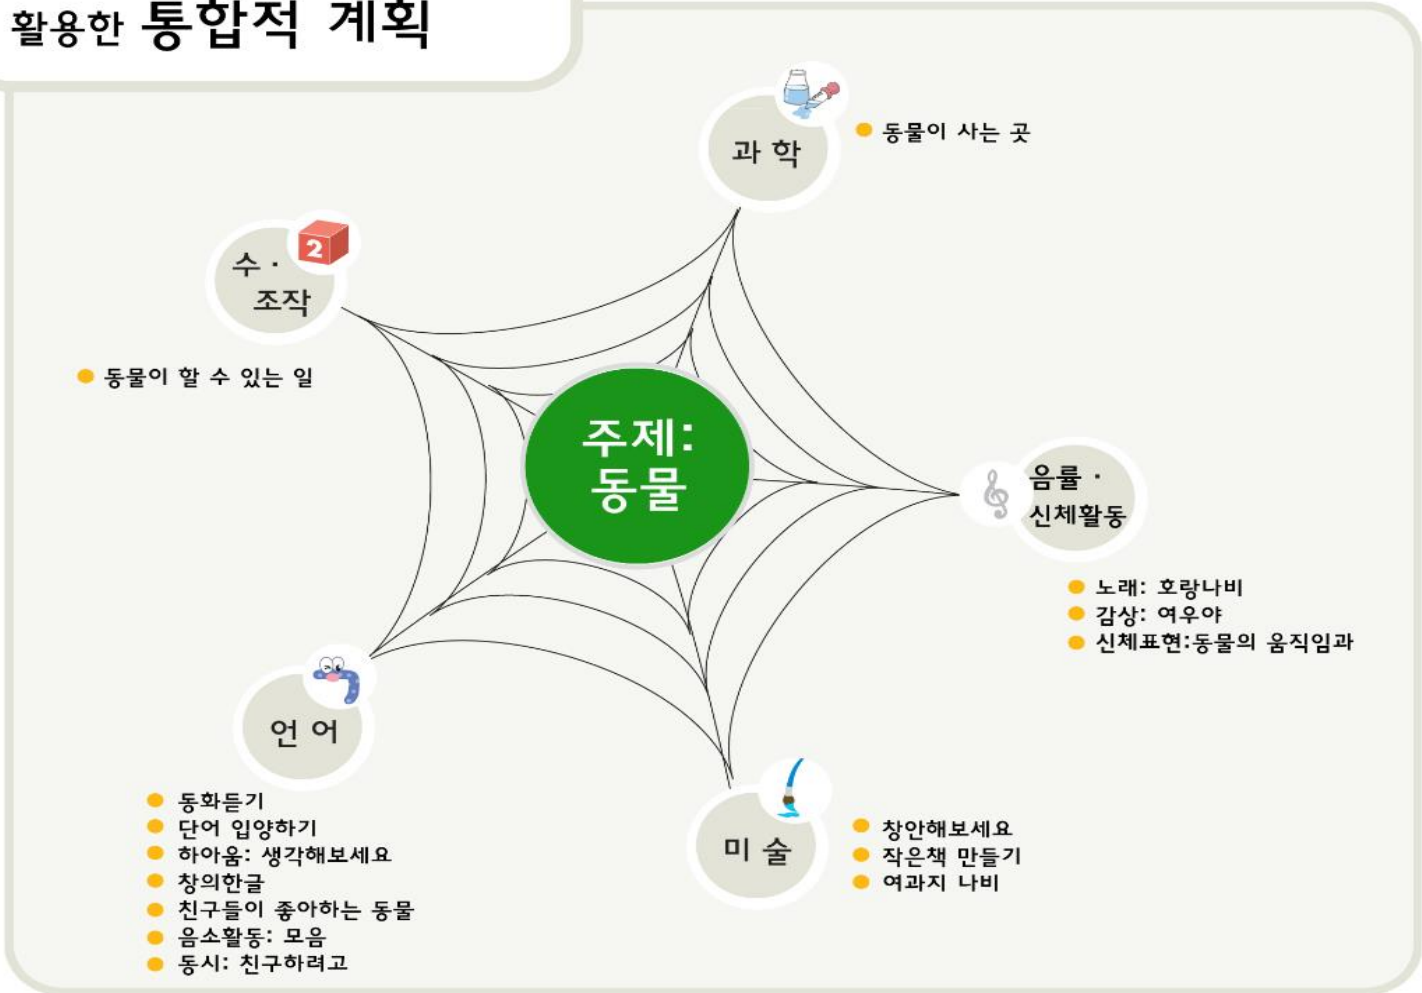 활용한 통합적 계획
과 학
동물이 사는 곳
수 ·
조작
2
동물이 할 수 있는 일
주제:
동물
음률 ·
신체활동
노래: 호랑나비
감상: 여우야
신체표현:동물의 움직임과
언 어
동화듣기
단어 입양하기
하아움: 생각해보세요
창의한글
친구들이 좋아하는 동물
음소활동: 모음
동시: 친구하려고
미 술
창안해보세요
작은책 만들기
여과지 나비